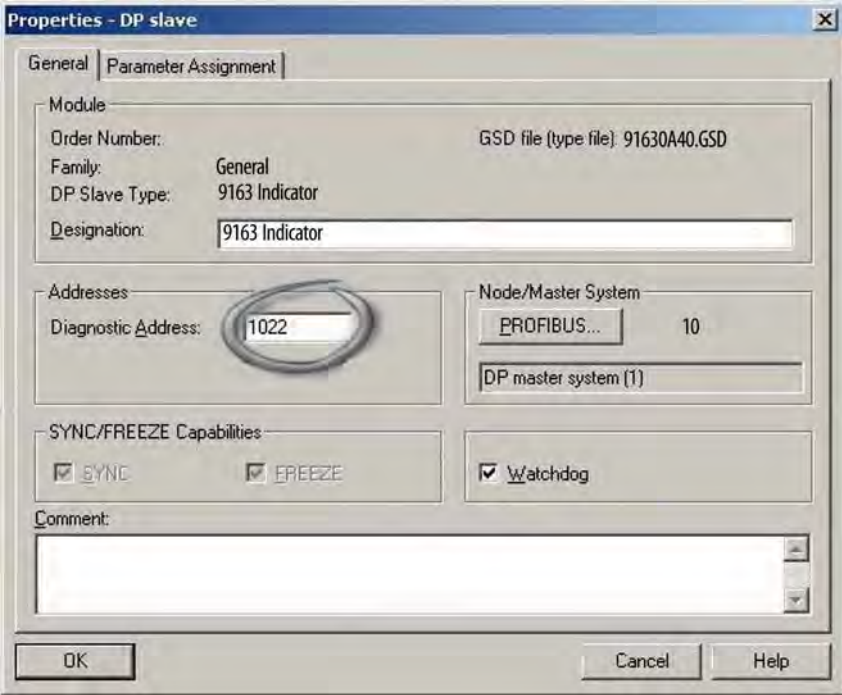 Properties - DP slave
General
Parameter Assignment
Module
Order Number:
GSD file (type file): 91630A40.GSD
Family: General
DP Slave Type: 9163 Indicator
Designation: 9163 Indicator
Addresses
Diagnostic Address: 1022
Node/Master System
PROFIBUS... 10
DP master system (1)
SYNC/FREEZE Capabilities
SYNC
FREEZE
Watchdog
Comment:
OK
Cancel
Help